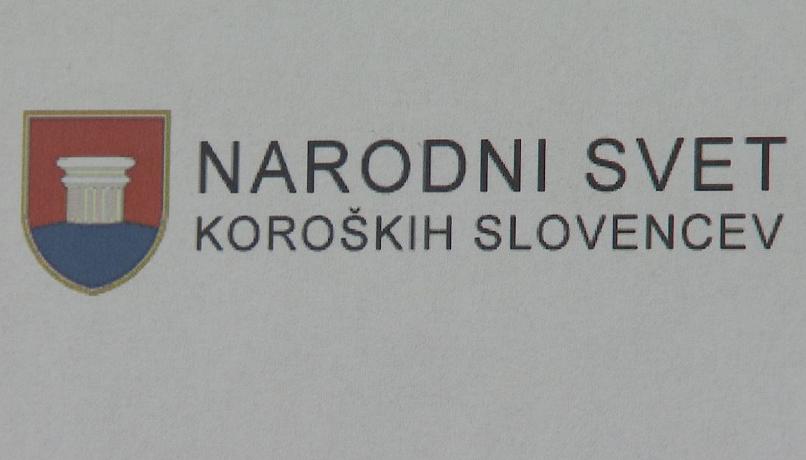 NARODNI SVET
KOROŠKIH SLOVENCEV